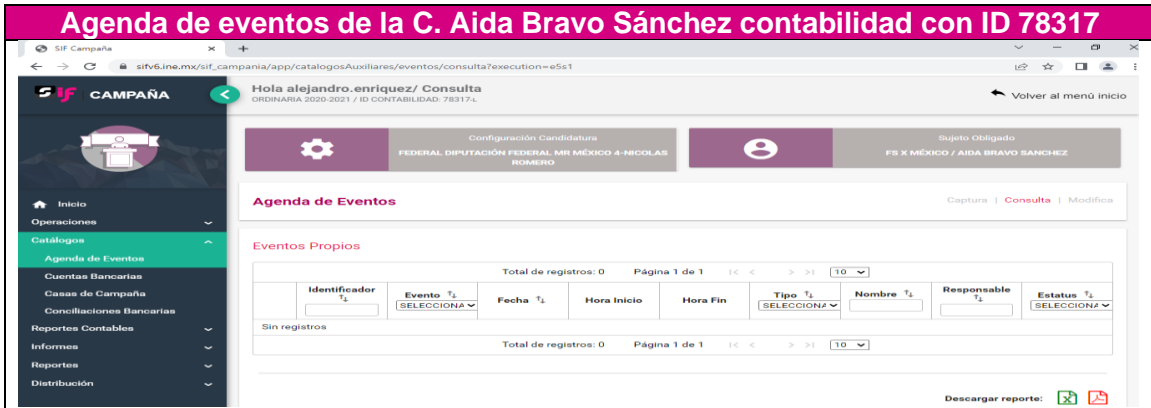 Agenda de eventos de la C. Aida Bravo Sánchez contabilidad con ID 78317
SIF Campaña
sifv6.ine.mx/sif_campania/app/catalogosAuxiliares/eventos/consulta?execution=e5s1
SIF CAMPAÑA
Hola alejandro.enriquez/ Consulta
ORDINARIA 2020-2021 / ID CONTABILIDAD: 78317-L
Volver al menú inicio
Configuración Candidatura
FEDERAL DIPUTACIÓN FEDERAL MR MÉXICO 4-NICOLAS
ROMERO
Sujeto Obligado
FS X MÉXICO / AIDA BRAVO SANCHEZ
Inicio
Operaciones
Catálogos
Agenda de Eventos
Cuentas Bancarias
Casas de Campaña
Conciliaciones Bancarias
Reportes Contables
Informes
Reportes
Distribución
Agenda de Eventos
Captura | Consulta | Modifica
Eventos Propios
Total de registros: 0 Página 1 de 1 |< < > >| 10
Identificador Evento Fecha Hora Inicio Hora Fin Tipo Nombre Responsable Estatus
SELECCIONA SELECCIONA SELECCIONA
Sin registros
Total de registros: 0 Página 1 de 1 |< < > >| 10
Descargar reporte: